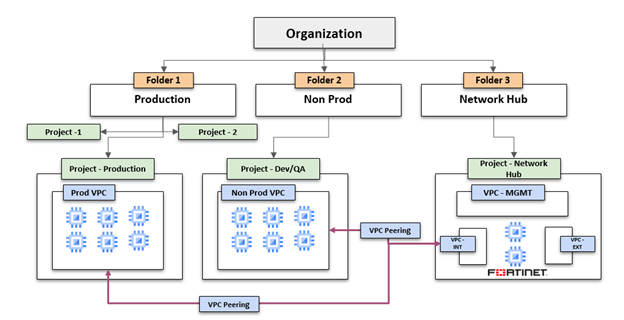 Organization
Folder 1
Folder 2
Folder 3
Production
Non Prod
Network Hub
Project -1
Project - 2
Project - Production
Project - Dev/QA
Project - Network
Hub
Prod VPC
Non Prod VPC
VPC - MGMT
VPC Peering
VPC -
INT
VPC -
EXT
FORTINET
VPC Peering